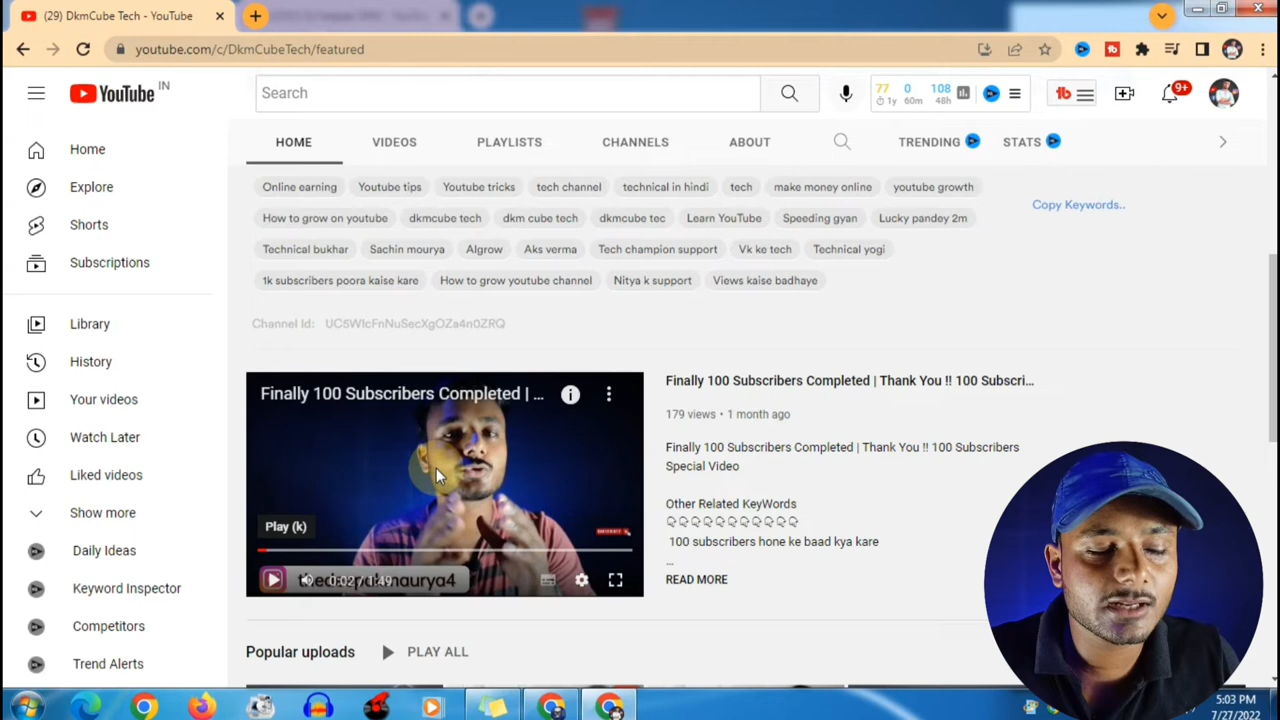 (29) DkmCube Tech - YouTube
youtube.com/c/DkmCubeTech/featured
YouTube IN
Search
77 0 108
1y 60m 48h
9+
HOME VIDEOS PLAYLISTS CHANNELS ABOUT TRENDING STATS
Home
Explore
Shorts
Subscriptions
Library
History
Your videos
Watch Later
Liked videos
Show more
Daily Ideas
Keyword Inspector
Competitors
Trend Alerts
Online earning Youtube tips Youtube tricks tech channel technical in hindi tech make money online youtube growth
Copy Keywords..
How to grow on youtube dkmcube tech dkm cube tech dkmcube tec Learn YouTube Speeding gyan Lucky pandey 2m
Technical bukhar Sachin mourya Algrow Aks verma Tech champion support Vk ke tech Technical yogi
1k subscribers poora kaise kare How to grow youtube channel Nitya k support Views kaise badhaye
Channel Id: UC5WIcFnNuSecXgOZa4n0ZRQ
Finally 100 Subscribers Completed | ...
Play (k)
0:02 / 1:49
Finally 100 Subscribers Completed | Thank You !! 100 Subscri...
179 views • 1 month ago
Finally 100 Subscribers Completed | Thank You !! 100 Subscribers
Special Video
Other Related KeyWords
100 subscribers hone ke baad kya kare
...
READ MORE
Popular uploads PLAY ALL
5:03 PM
7/27/2022